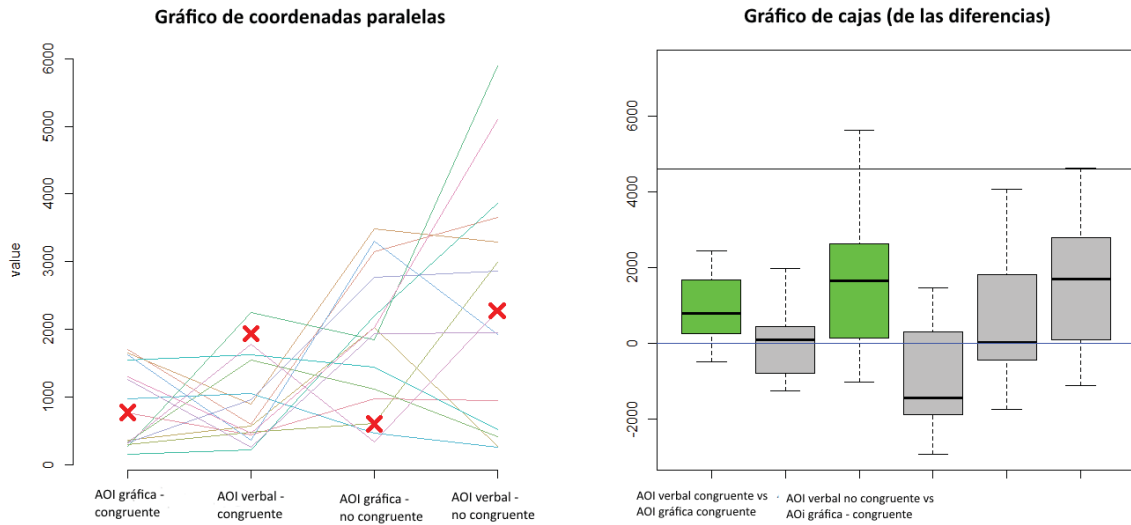 Gráfico de coordenadas paralelas
6000
5000
4000
3000
2000
1000
0
value
AOI gráfica -
congruente
AOI verbal -
congruente
AOI gráfica -
no congruente
AOI verbal -
no congruente
Gráfico de cajas (de las diferencias)
6000
4000
2000
0
-2000
AOI verbal congruente vs
AOI gráfica congruente
AOI verbal no congruente vs
AOi gráfica - congruente